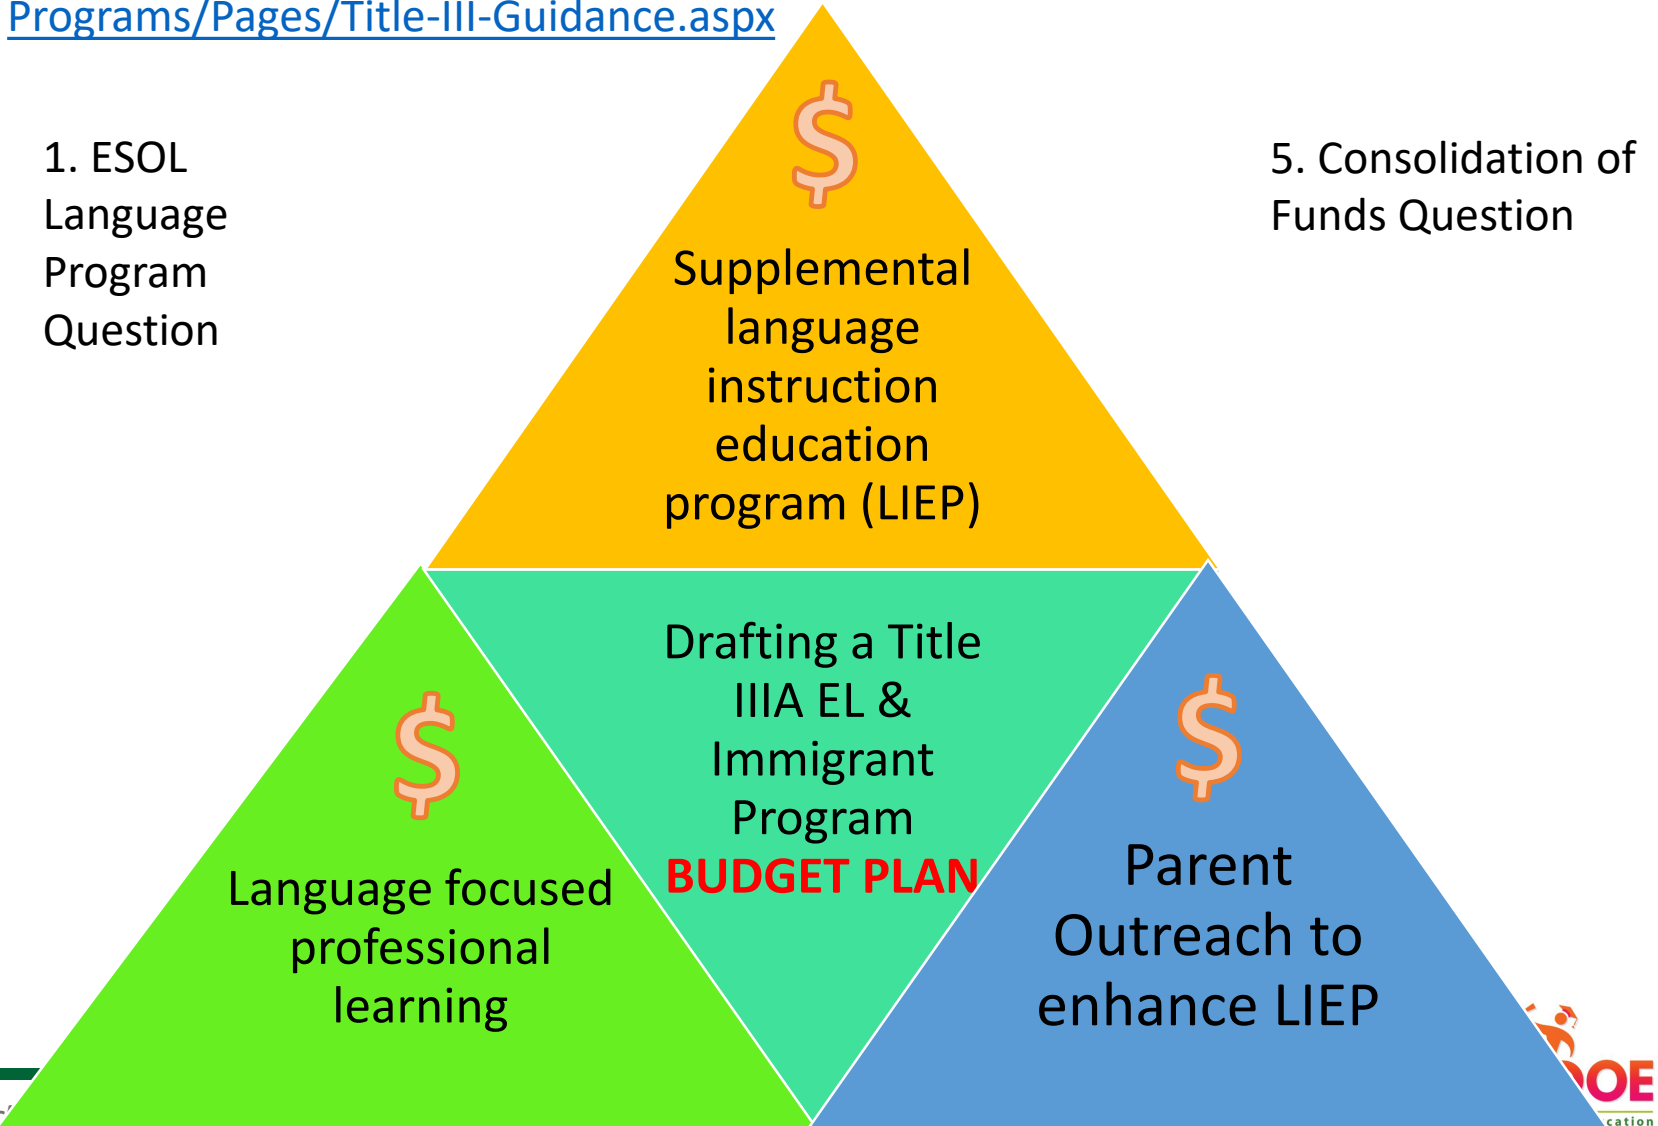 Programs/Pages/Title-III-Guidance.aspx
1. ESOL
Language
Program
Question
5. Consolidation of
Funds Question
$
Supplemental
language
instruction
education
program (LIEP)
Drafting a Title
IIIA EL &
Immigrant
Program
BUDGET PLAN
$
Language focused
professional
learning
$
Parent
Outreach to
enhance LIEP
OE
cation